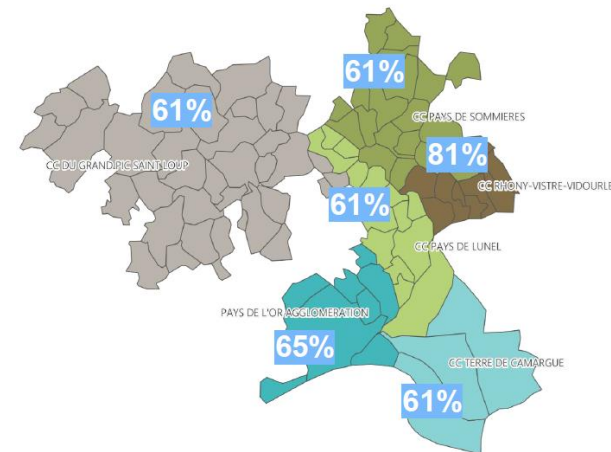 61%
61%
CC PAYS DE SOMMIERES
81%
CC DU GRAND PIC SAINT LOUP
CC RHONY-VISTRE-VIDOURLE
61%
CC PAYS DE LUNEL
PAYS DE L'OR AGGLOMERATION
65%
CC TERRE DE CAMARGUE
61%